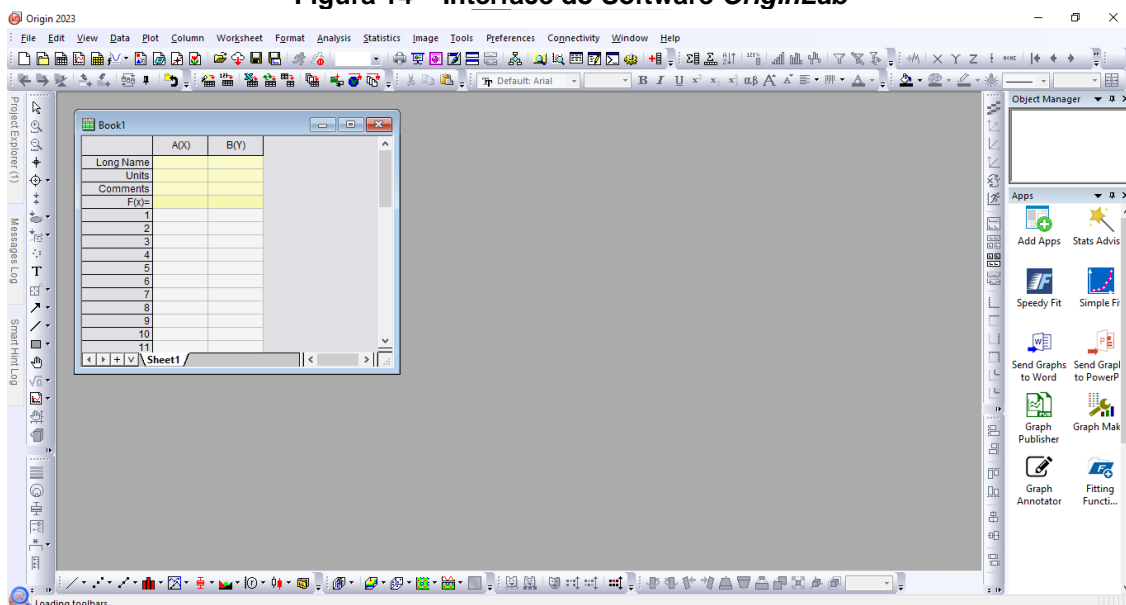 Figura 14 – Interface do Software OriginLab
Origin 2023
File Edit View Data Plot Column Worksheet Format Analysis Statistics Image Tools Preferences Connectivity Window Help
Default: Arial
B I U x² x₂ αβ A A
X Y Z
Project Explorer (1)
Messages Log
Smart Hint Log
T
Book1
A(X) B(Y)
Long Name
Units
Comments
F(x)=
1
2
3
4
5
6
7
8
9
10
11
Sheet1
Object Manager
Apps
Add Apps Stats Advis
Speedy Fit Simple Fi
Send Graphs to Word
Send Grapl to PowerP
Graph Publisher
Graph Mak
Graph Annotator
Fitting Functi...
Loading toolbars